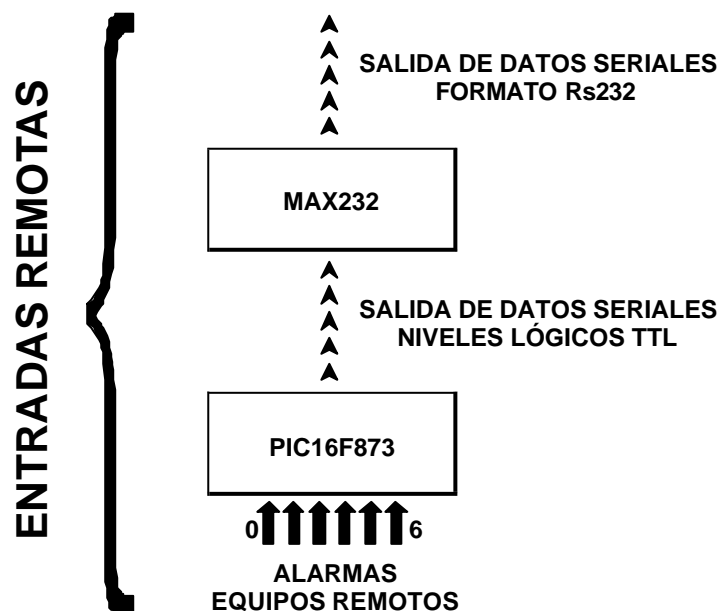 ENTRADAS REMOTAS
SALIDA DE DATOS SERIALES
FORMATO Rs232
MAX232
SALIDA DE DATOS SERIALES
NIVELES LÓGICOS TTL
PIC16F873
0 6
ALARMAS
EQUIPOS REMOTOS